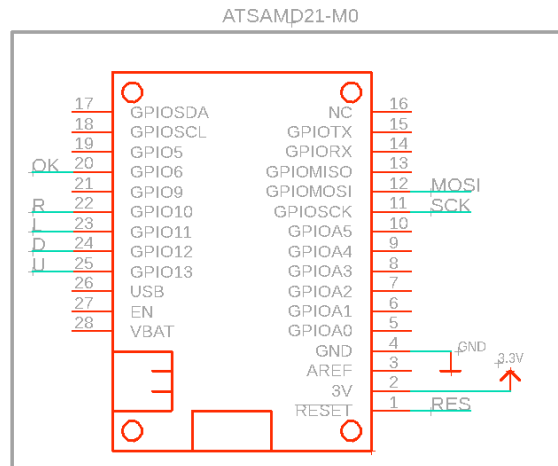 ATSAMD21-M0
17 GPIOSDA NC 16
18 GPIOSCL GPIOTX 15
19 GPIO5 GPIORX 14
OK 20 GPIO6 GPIOMISO 13
21 GPIO9 GPIOMOSI 12 MOSI
R 22 GPIO10 GPIOSCK 11 SCK
L 23 GPIO11 GPIOA5 10
D 24 GPIO12 GPIOA4 9
U 25 GPIO13 GPIOA3 8
26 USB GPIOA2 7
27 EN GPIOA1 6
28 VBAT GPIOA0 5
GND 4 GND
AREF 3 3.3V
3V 2
RESET 1 RES